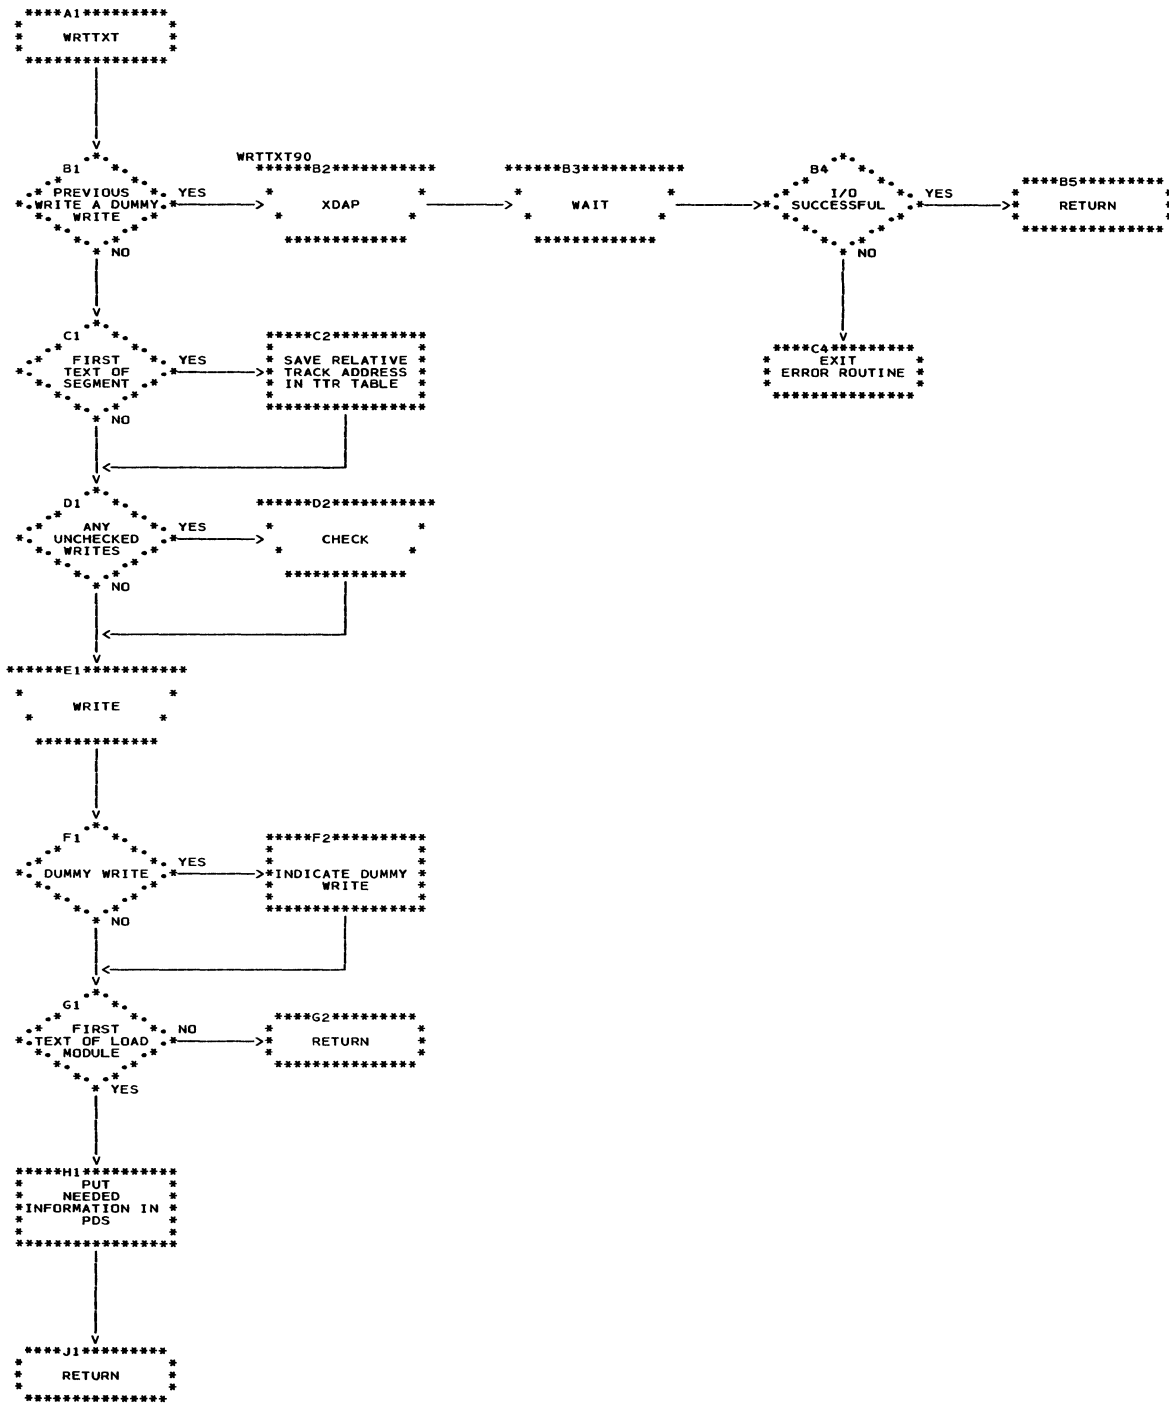 A1
WRTTXT
B1
PREVIOUS
WRITE A DUMMY
WRITE
YES
NO
WRTTXT90
B2
XDAP
B3
WAIT
B4
I/O
SUCCESSFUL
YES
NO
B5
RETURN
C1
FIRST
TEXT OF
SEGMENT
YES
NO
C2
SAVE RELATIVE
TRACK ADDRESS
IN TTR TABLE
C4
EXIT
ERROR ROUTINE
D1
ANY
UNCHECKED
WRITES
YES
NO
D2
CHECK
E1
WRITE
F1
DUMMY WRITE
YES
NO
F2
INDICATE DUMMY
WRITE
G1
FIRST
TEXT OF LOAD
MODULE
NO
YES
G2
RETURN
H1
PUT
NEEDED
INFORMATION IN
PDS
J1
RETURN